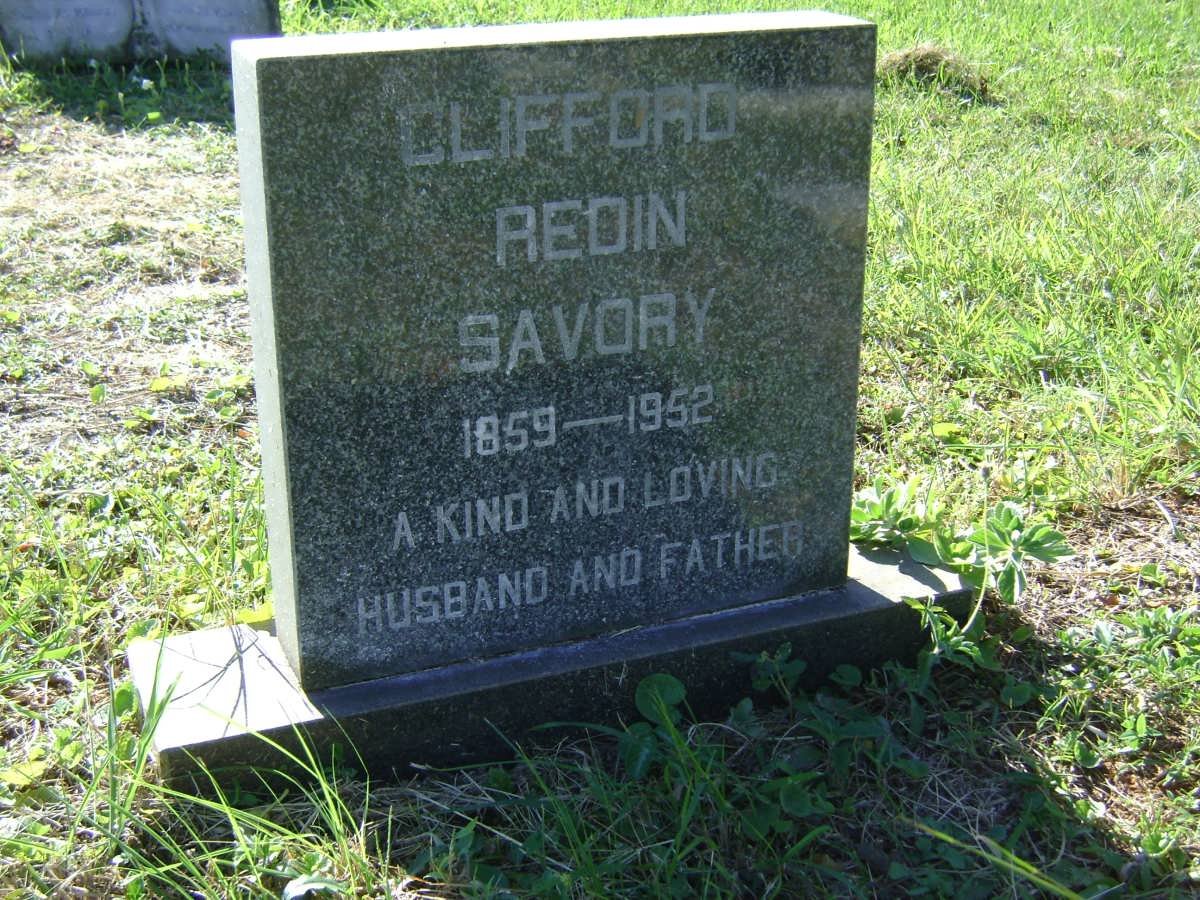 CLIFFORD
REDIN
SAVORY
1859—1952
A KIND AND LOVING
HUSBAND AND FATHER